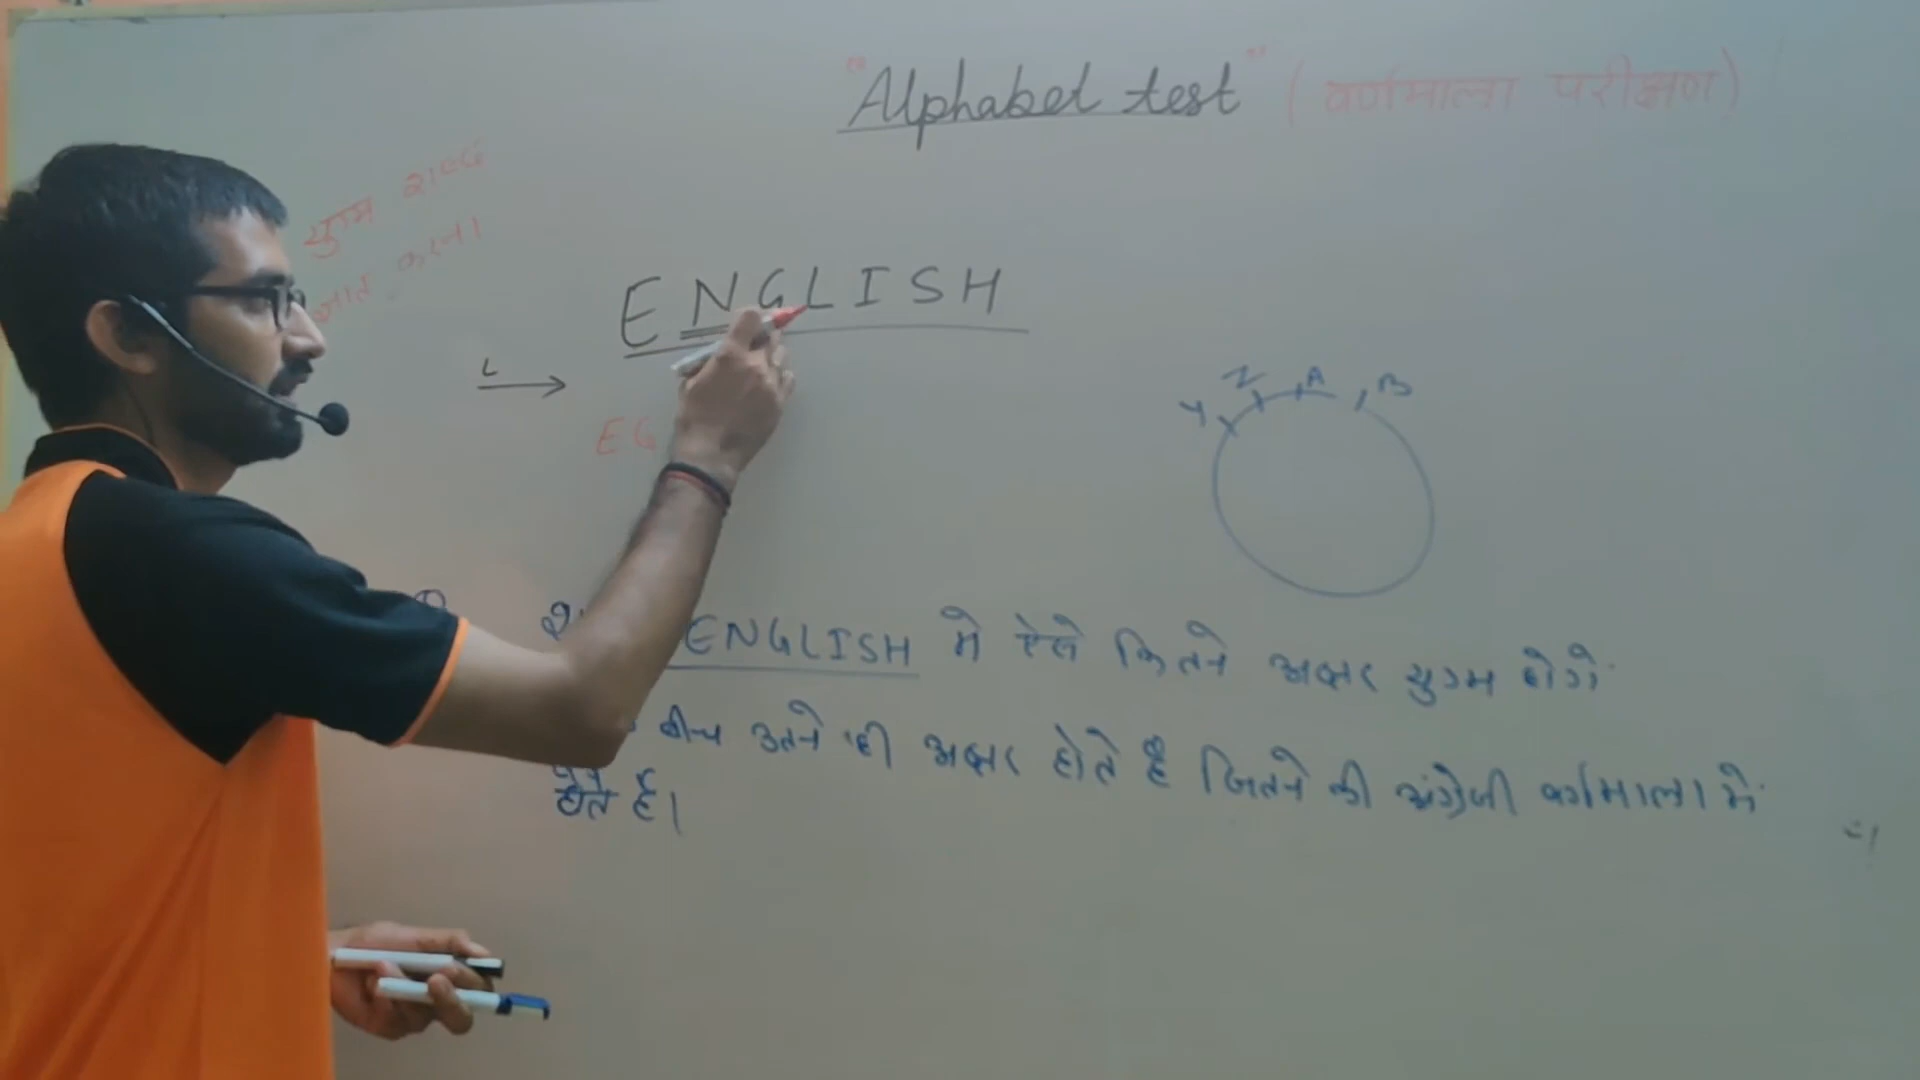 "Alphabet test" (वर्णमाला परीक्षण)
युग्म शब्द
ज्ञात करना
ENGLISH
L
EG
Y Z A B
ENGLISH मे ऐसे कितने अक्षर युग्म होगे
बीच उतने ही अक्षर होते है जितने की अंग्रेजी वर्णमाला मे
होते है।